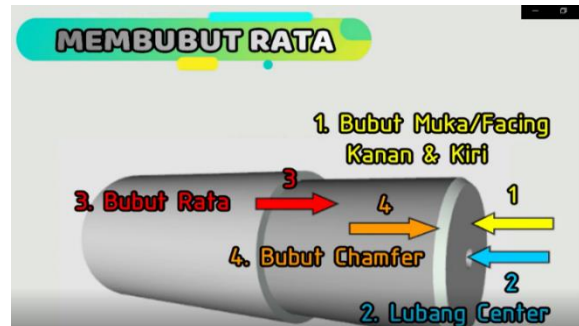 MEMBUBUT RATA
1. Bubut Muka/Facing
Kanan & Kiri
3. Bubut Rata
3
4
1
4. Bubut Chamfer
2
2. Lubang Center